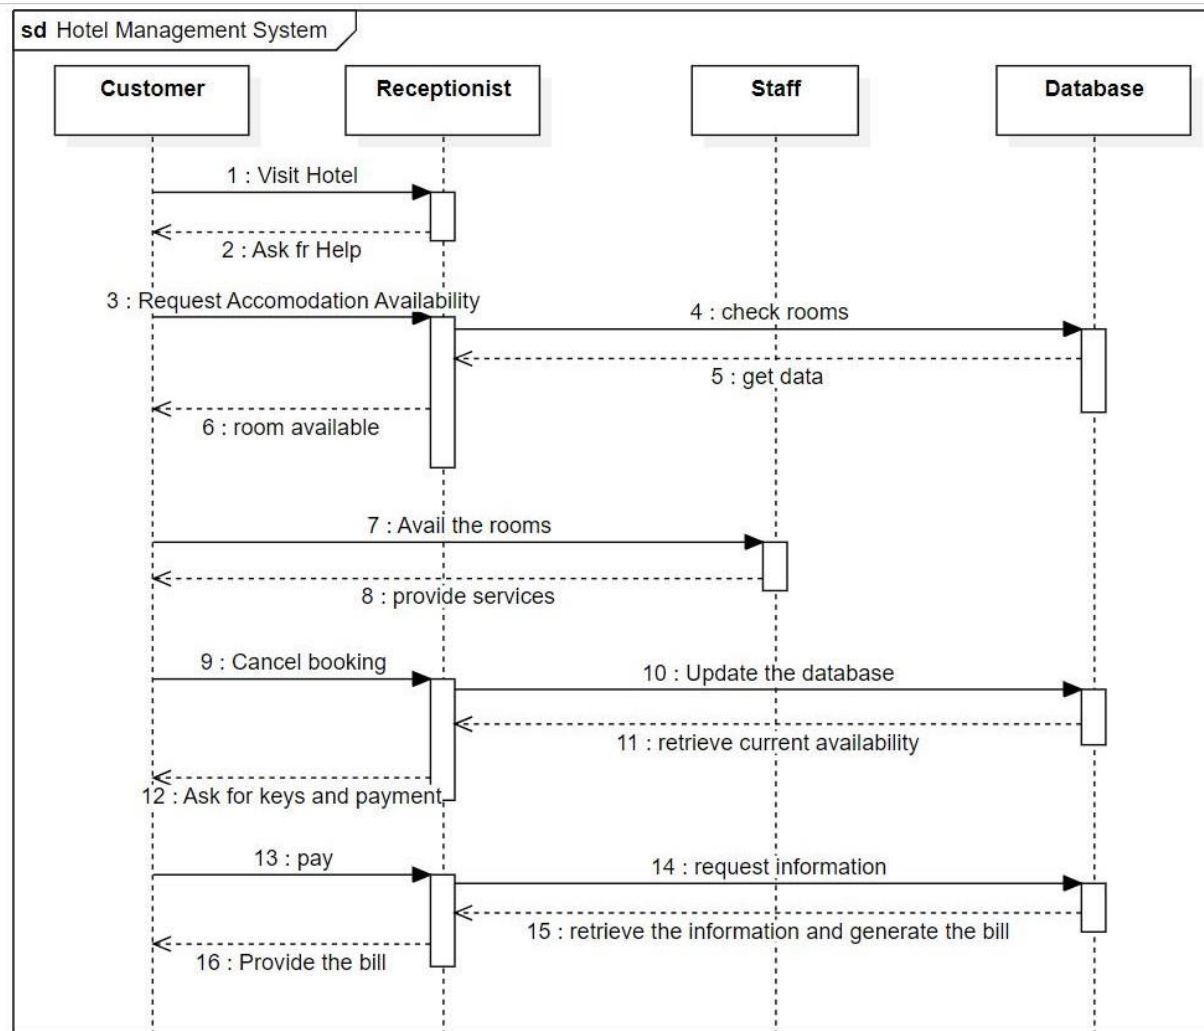 sd Hotel Management System
Customer
Receptionist
Staff
Database
1 : Visit Hotel
2 : Ask fr Help
3 : Request Accomodation Availability
4 : check rooms
5 : get data
6 : room available
7 : Avail the rooms
8 : provide services
9 : Cancel booking
10 : Update the database
11 : retrieve current availability
12 : Ask for keys and payment
13 : pay
14 : request information
15 : retrieve the information and generate the bill
16 : Provide the bill